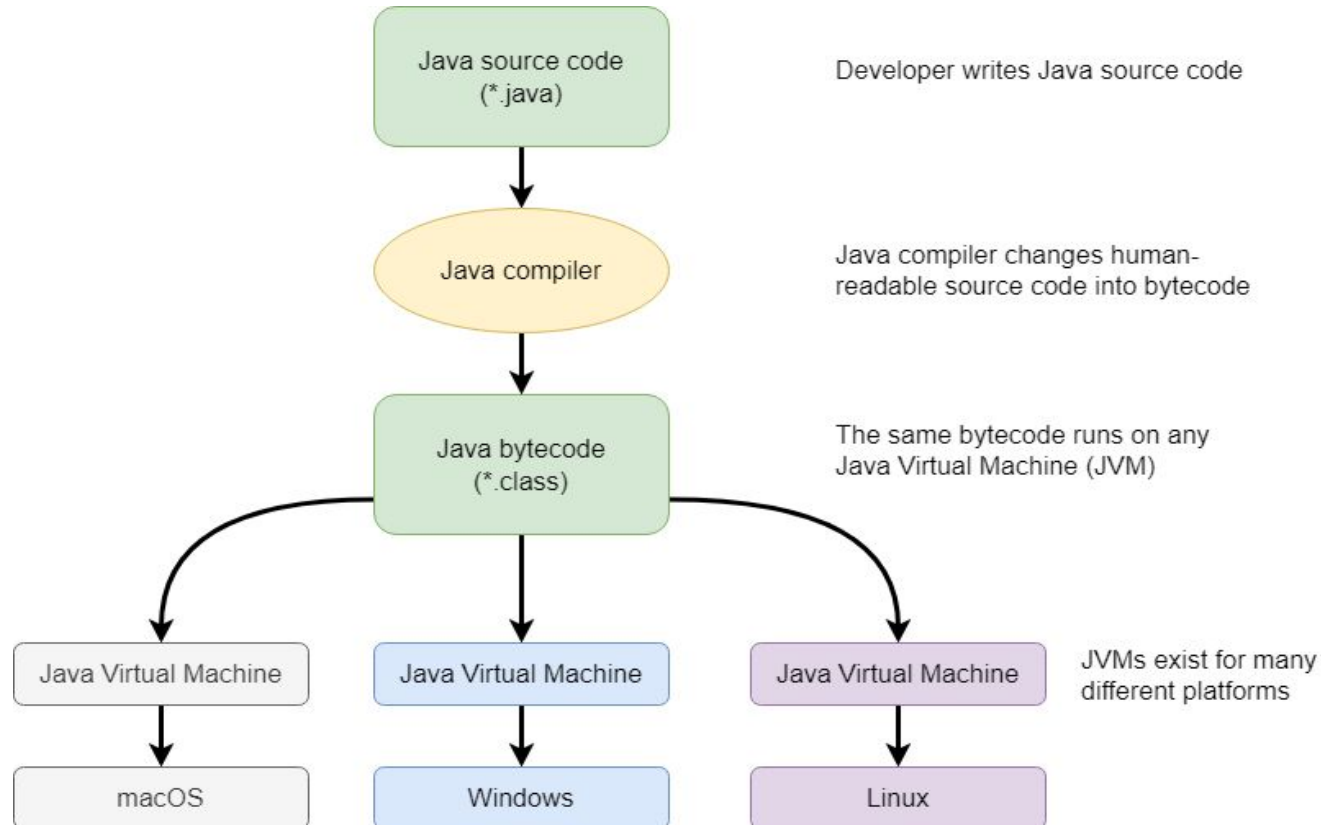 Java source code
(*.java)
Developer writes Java source code
Java compiler
Java compiler changes human-
readable source code into bytecode
Java bytecode
(*.class)
The same bytecode runs on any
Java Virtual Machine (JVM)
Java Virtual Machine
Java Virtual Machine
Java Virtual Machine
JVMs exist for many
different platforms
macOS
Windows
Linux